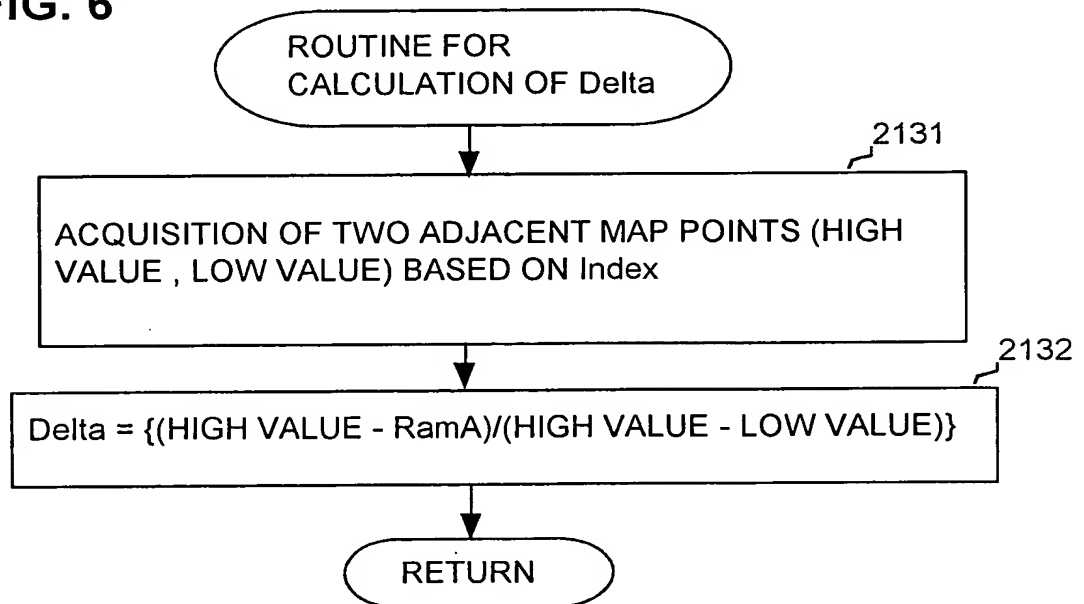 FIG. 6
ROUTINE FOR
CALCULATION OF Delta
2131
ACQUISITION OF TWO ADJACENT MAP POINTS (HIGH
VALUE , LOW VALUE) BASED ON Index
2132
Delta = {(HIGH VALUE - RamA)/(HIGH VALUE - LOW VALUE)}
RETURN